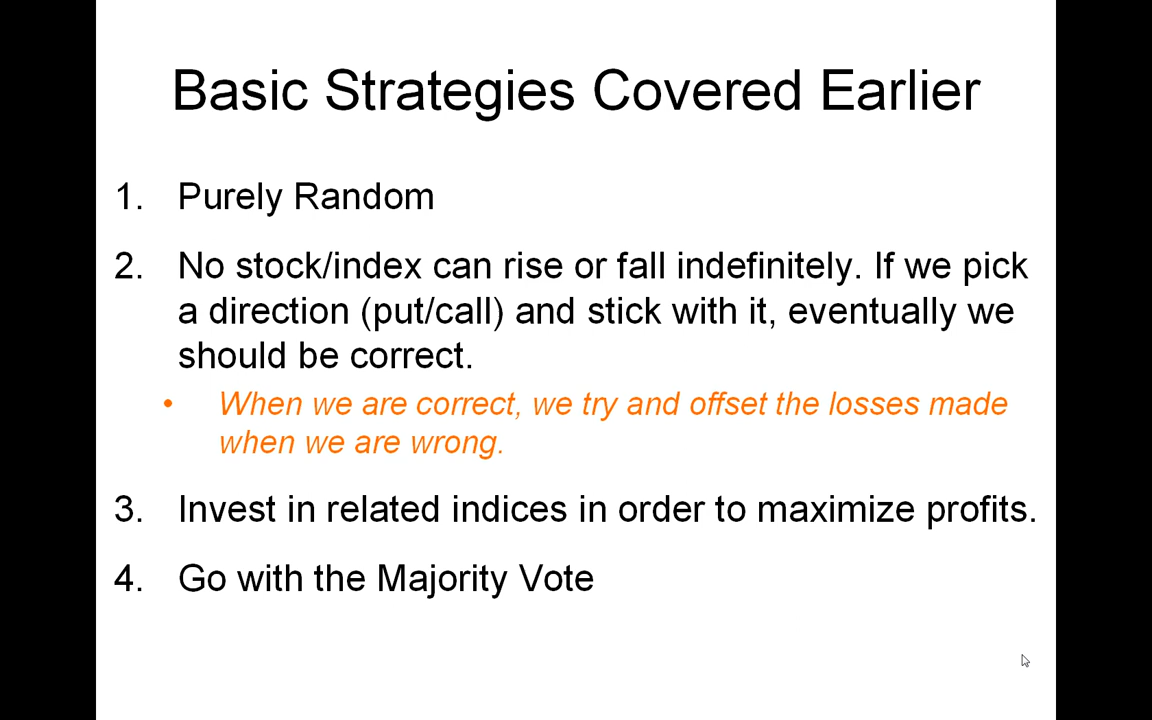 Basic Strategies Covered Earlier
1. Purely Random
2. No stock/index can rise or fall indefinitely. If we pick
a direction (put/call) and stick with it, eventually we
should be correct.
• When we are correct, we try and offset the losses made
when we are wrong.
3. Invest in related indices in order to maximize profits.
4. Go with the Majority Vote